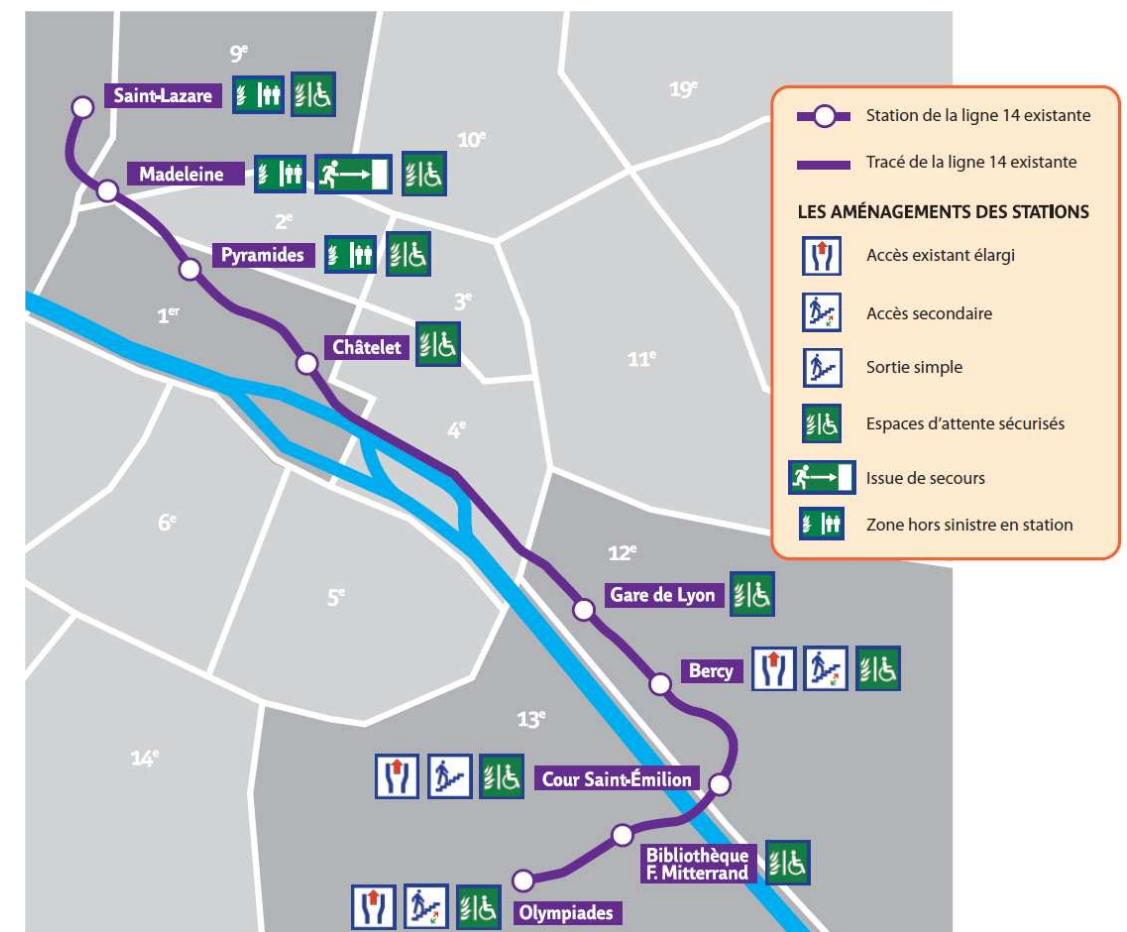 9e
19e
Saint-Lazare
10e
Madeleine
2e
Pyramides
3e
1er
Châtelet
11e
4e
6e
12e
5e
Gare de Lyon
Bercy
13e
14e
Cour Saint-Émilion
Bibliothèque
F. Mitterrand
Olympiades
Station de la ligne 14 existante
Tracé de la ligne 14 existante
LES AMÉNAGEMENTS DES STATIONS
Accès existant élargi
Accès secondaire
Sortie simple
Espaces d'attente sécurisés
Issue de secours
Zone hors sinistre en station